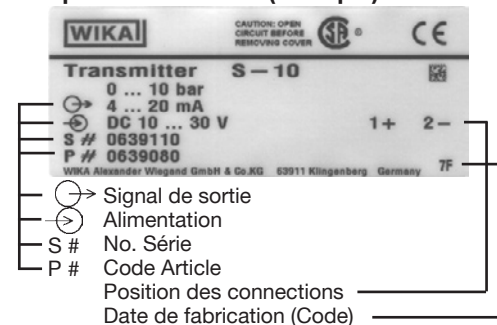 WIKA
CAUTION: OPEN
CIRCUIT BEFORE
REMOVING COVER
SA ®
CE
Transmitter S-10
0 ... 10 bar
4 ... 20 mA
DC 10 ... 30 V 1+ 2-
S # 0639110
P # 0639080
WIKA Alexander Wiegand GmbH & Co.KG 63911 Klingenberg Germany 7F
Signal de sortie
Alimentation
S # No. Série
P # Code Article
Position des connections
Date de fabrication (Code)